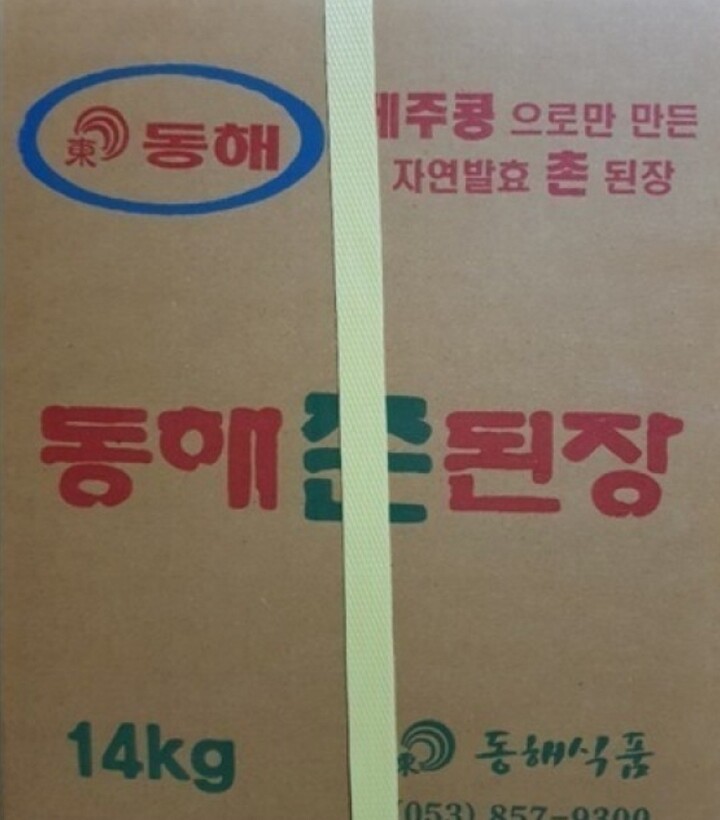 東 동해
메주콩 으로만 만든
자연발효 촌 된장
동해촌된장
14kg
東 동해식품
(053) 857-9300